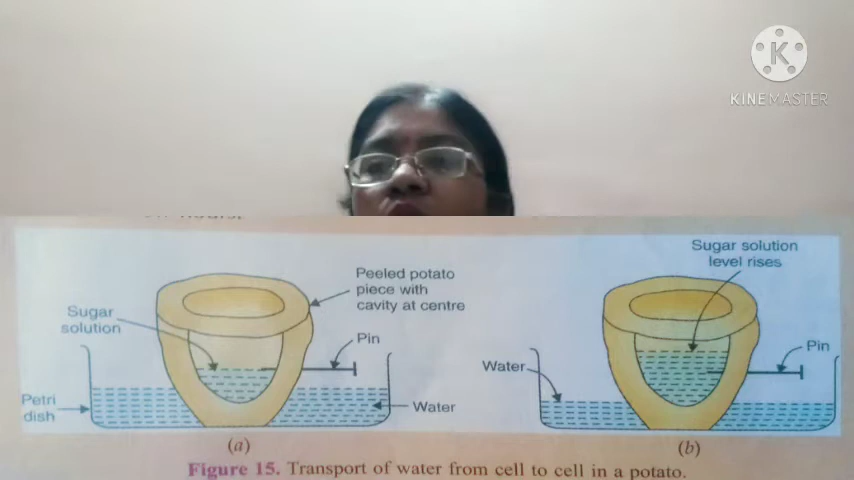 KINEMASTER
Sugar solution
level rises
Peeled potato
piece with
cavity at centre
Sugar
solution
Pin
Pin
Water
Petri
dish
Water
(a)
(b)
Figure 15. Transport of water from cell to cell in a potato.